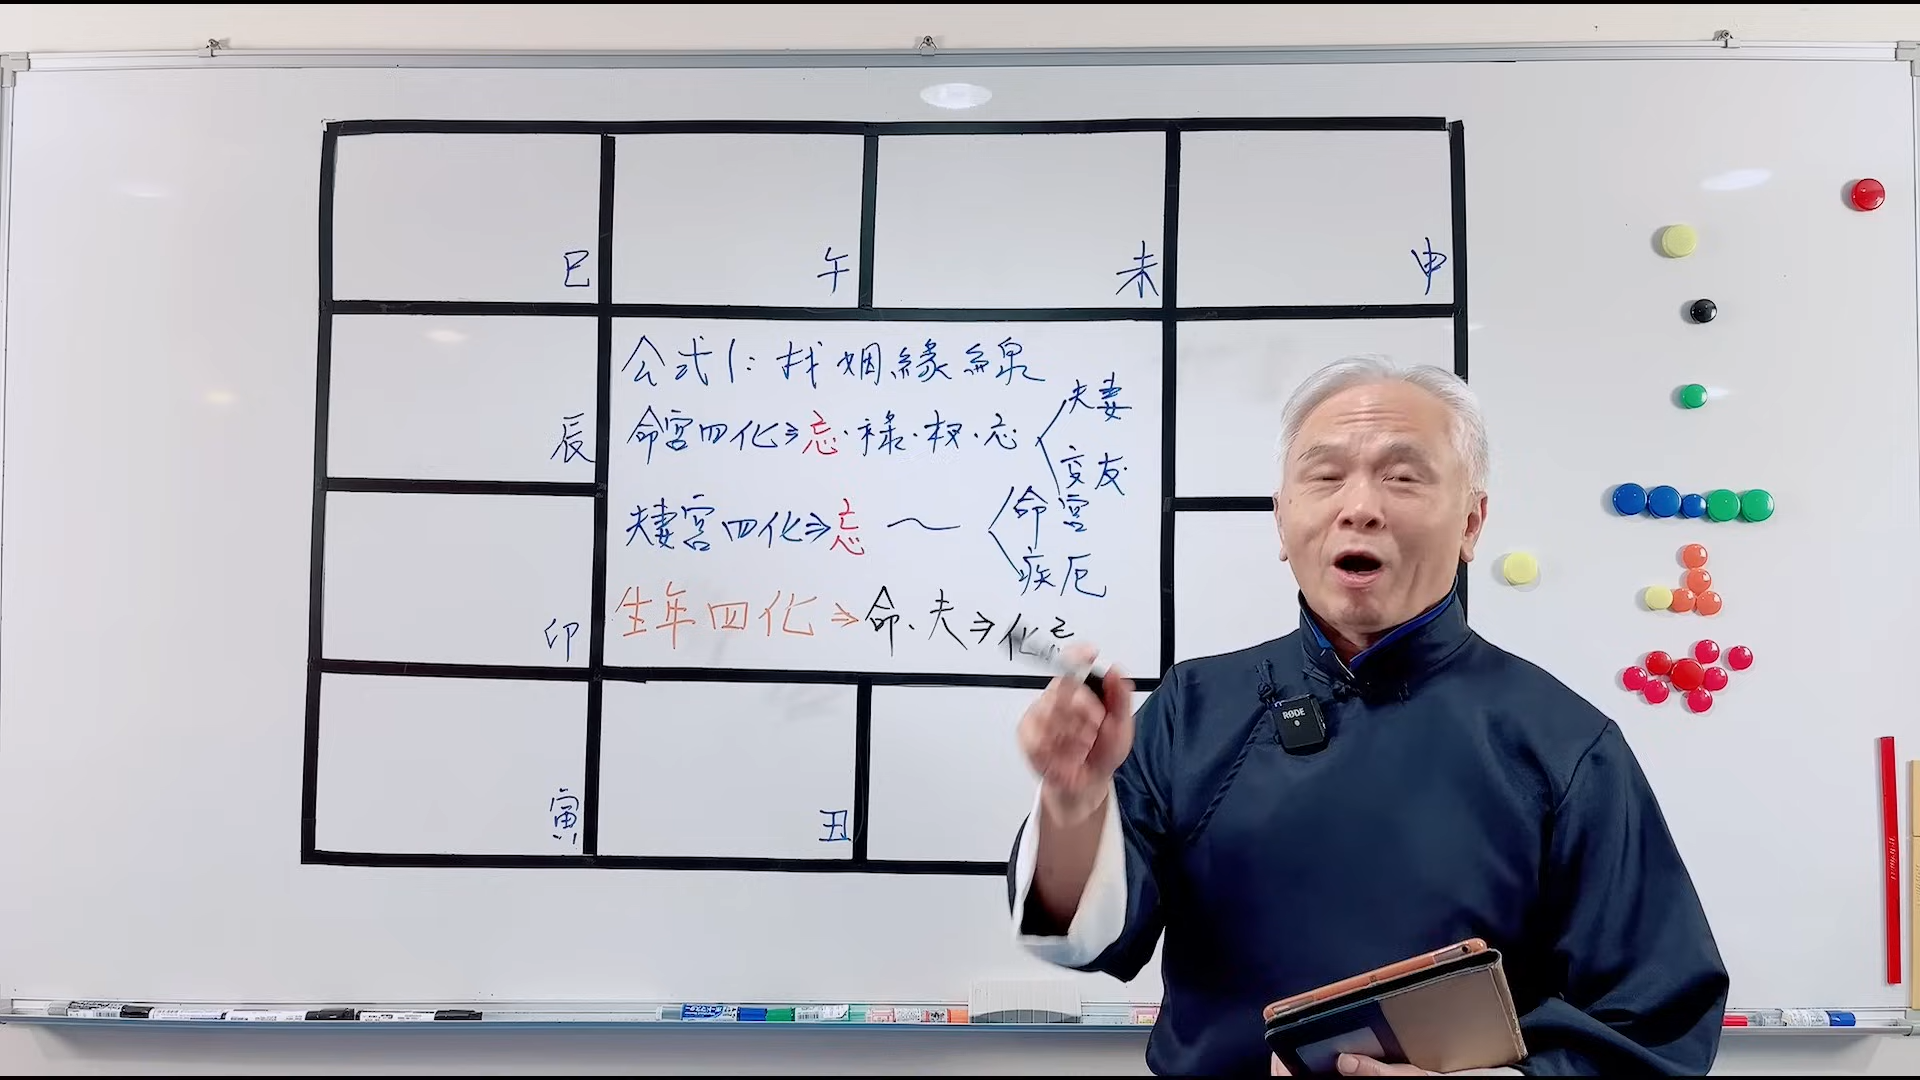 巳
午
未
申
公式1:找姻緣線
命宮四化⇒忌·祿·权·忌
夫妻
交友
辰
夫妻宮四化⇒忌~
命宮
疾厄
生年四化⇒命、夫⇒化忌
卯
寅
丑
RØDE